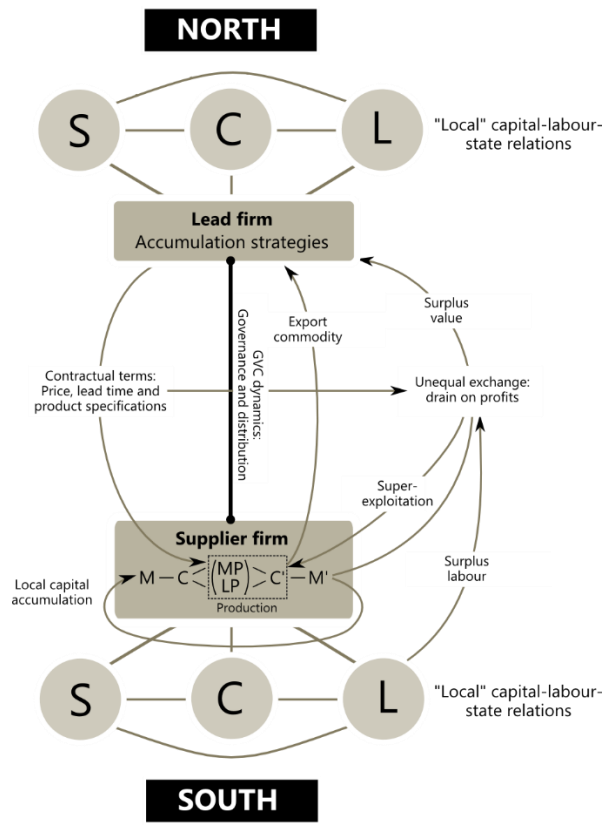 NORTH
S
C
L
"Local" capital-labour-
state relations
Lead firm
Accumulation strategies
Surplus
value
Export
commodity
GVC dynamics:
Governance and distribution
Contractual terms:
Price, lead time and
product specifications
Unequal exchange:
drain on profits
Super-
exploitation
Supplier firm
Surplus
labour
Local capital
accumulation
M — C < (MP
LP) > C' — M'
Production
S
C
L
"Local" capital-labour-
state relations
SOUTH